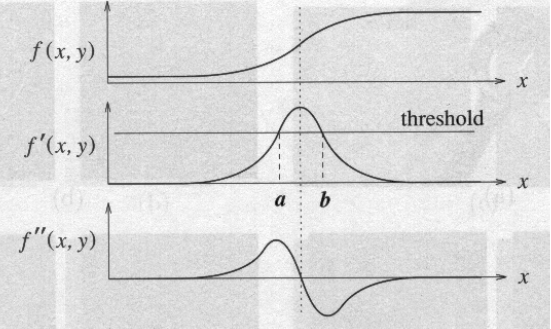 f(x, y)
x
threshold
f′(x, y)
x
a b
f″(x, y)
x